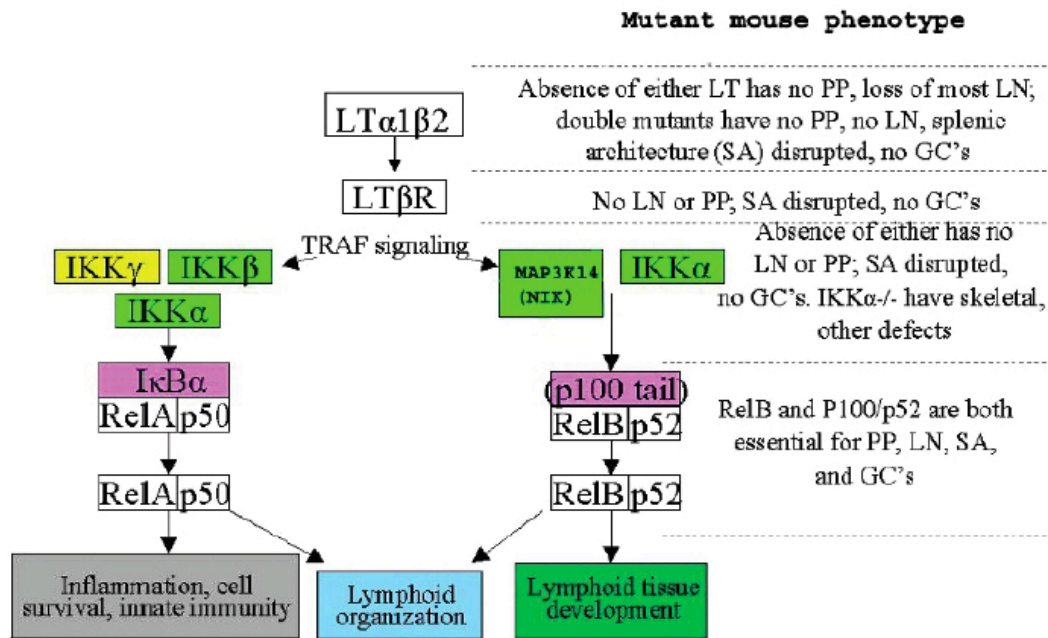 Mutant mouse phenotype
Absence of either LT has no PP, loss of most LN;
double mutants have no PP, no LN, splenic
architecture (SA) disrupted, no GC's
LTα1β2
LTβR
No LN or PP; SA disrupted, no GC's
TRAF signaling
Absence of either has no
LN or PP; SA disrupted,
no GC's. IKKα-/- have skeletal,
other defects
IKKγ
IKKβ
IKKα
MAP3K14
(NIK)
IKKα
IκBα
RelA p50
(p100 tail)
RelB p52
RelB and P100/p52 are both
essential for PP, LN, SA,
and GC's
RelA p50
RelB p52
Inflammation, cell
survival, innate immunity
Lymphoid
organization
Lymphoid tissue
development